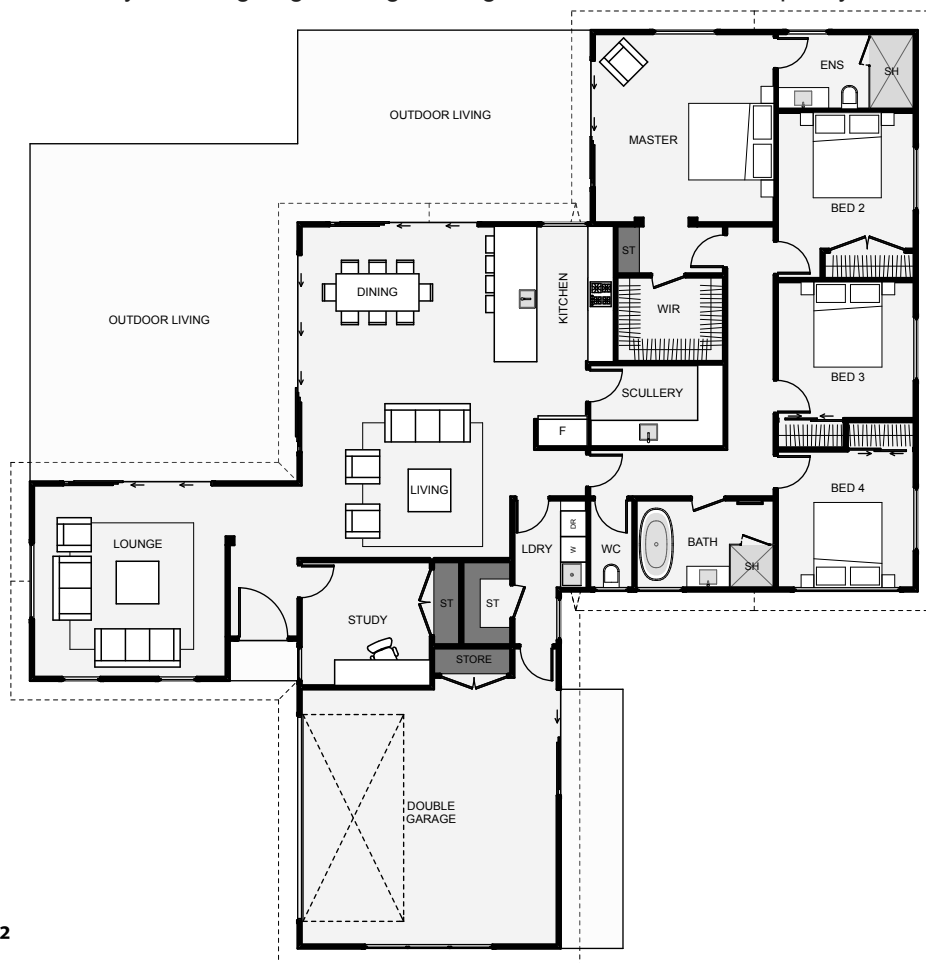 OUTDOOR LIVING
ENS
SH
MASTER
BED 2
ST
DINING
KITCHEN
WIR
OUTDOOR LIVING
BED 3
SCULLERY
F
LIVING
BED 4
LOUNGE
DR
W
LDRY
WC
BATH
SH
ST
ST
STUDY
STORE
DOUBLE
GARAGE
2